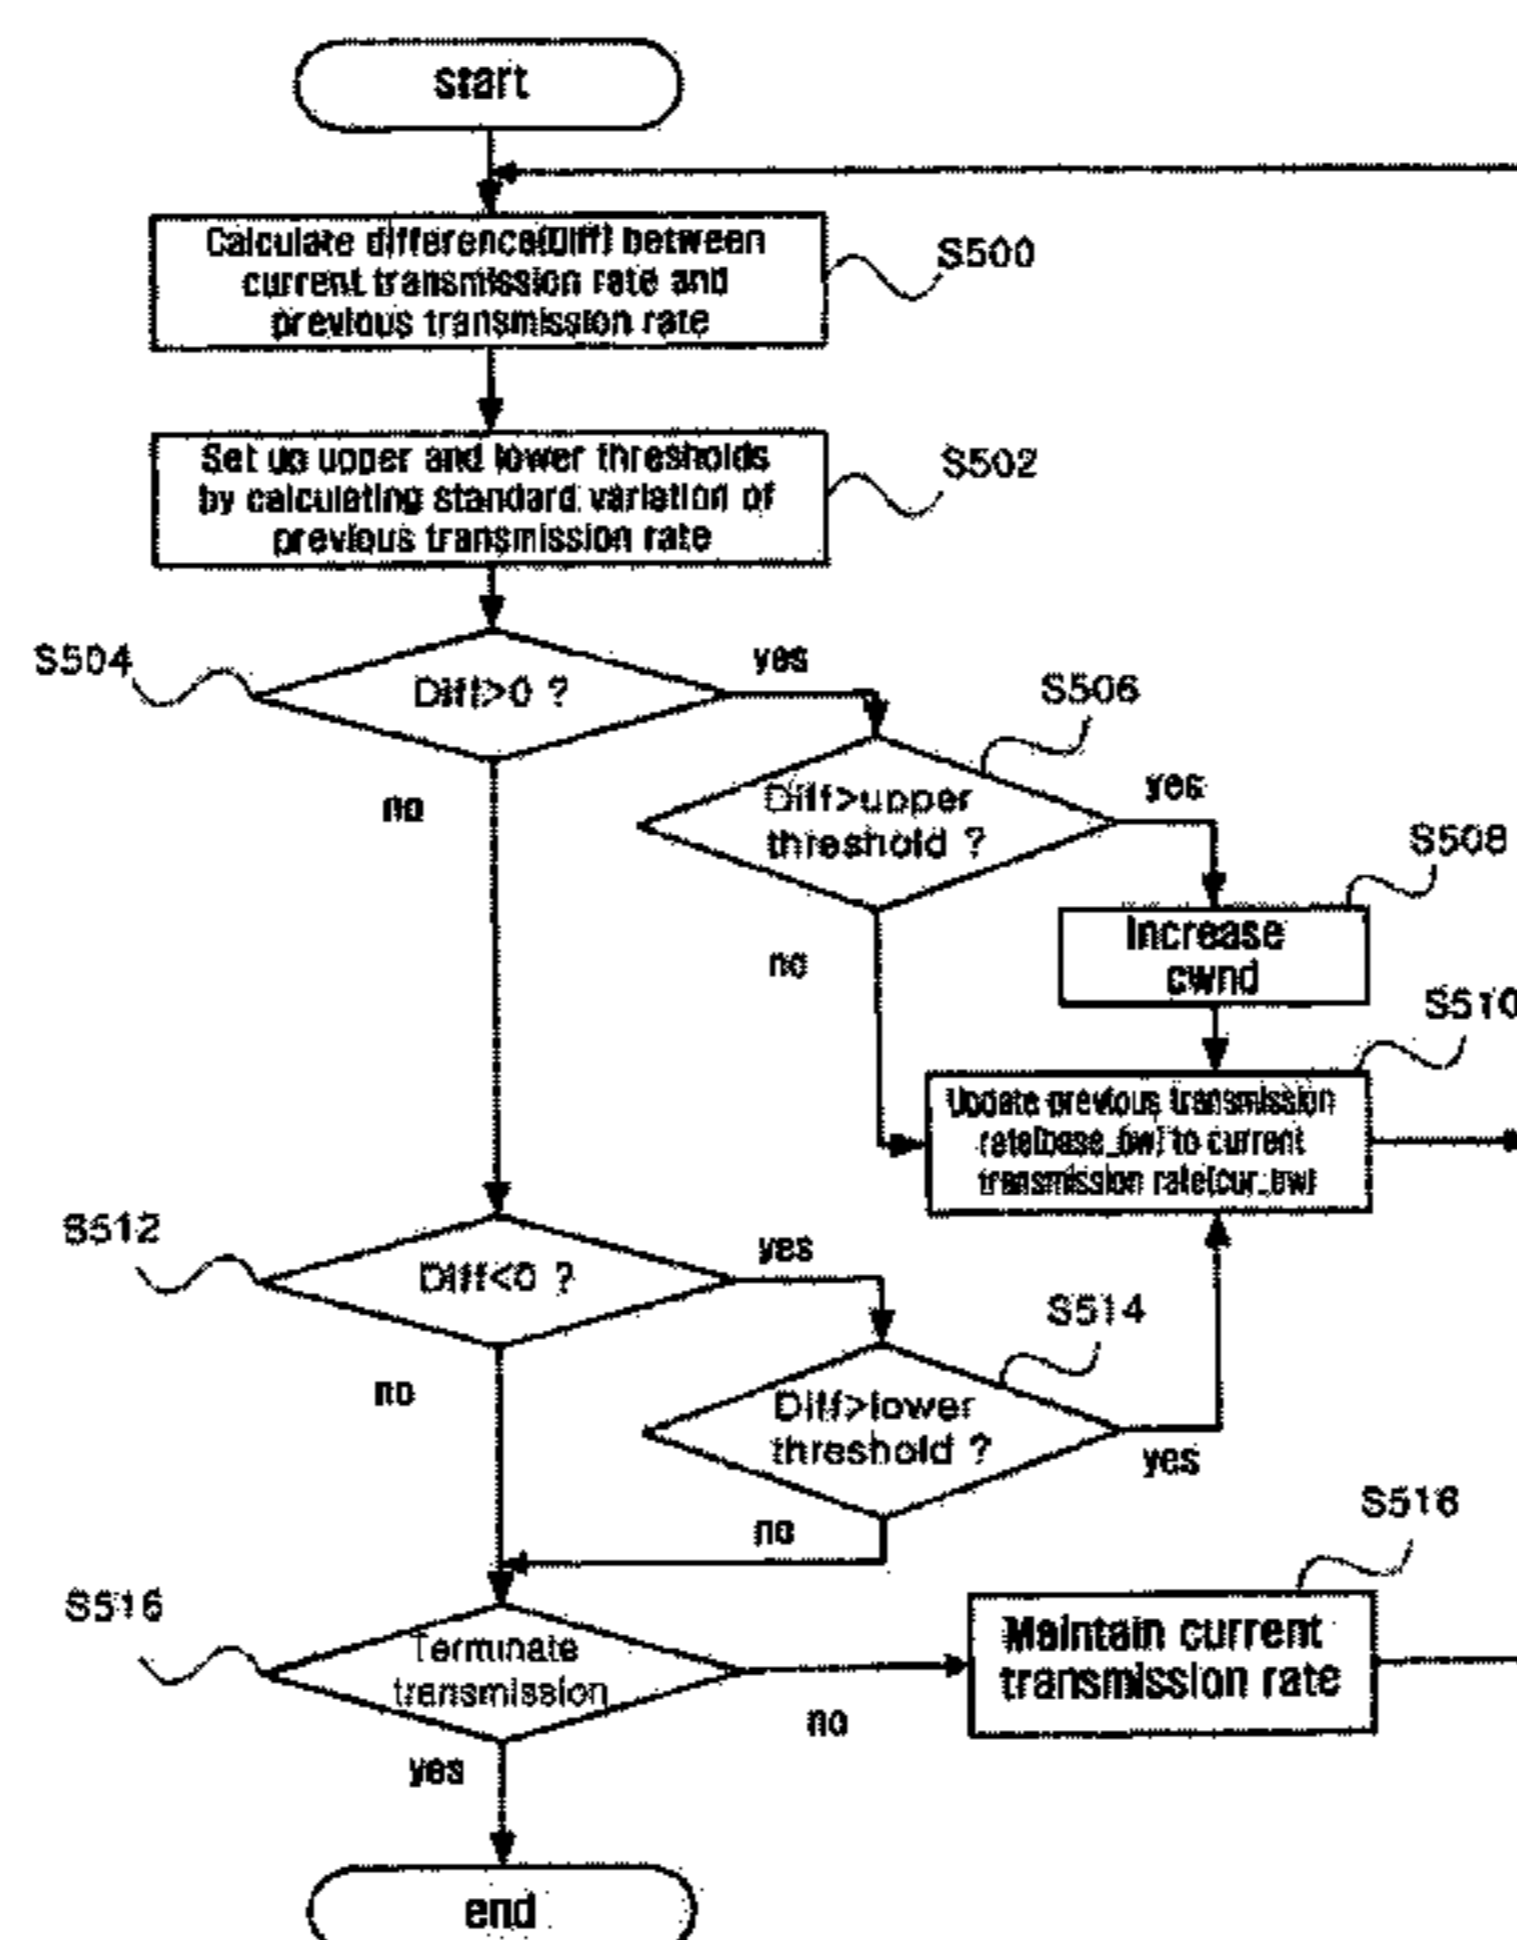 start
Calculate difference(Diff) between
current transmission rate and
previous transmission rate
S500
Set up upper and lower thresholds
by calculating standard variation of
previous transmission rate
S502
S504
Diff>0 ?
yes
no
S506
Diff>upper
threshold ?
yes
no
S508
Increase
cwnd
S510
Update previous transmission
rate(base_bw) to current
transmission rate(cur_bw)
S512
Diff<0 ?
yes
no
S514
Diff>lower
threshold ?
yes
no
S516
Terminate
transmission
no
yes
S516
Maintain current
transmission rate
end